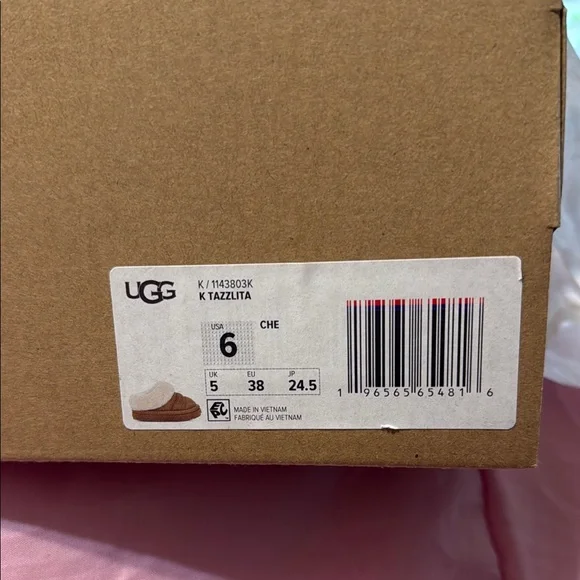 UGG
K / 1143803K
K TAZZLITA
USA
6
CHE
UK EU JP
5 38 24.5
MADE IN VIETNAM
FABRIQUÉ AU VIETNAM
1 96565 65481 6